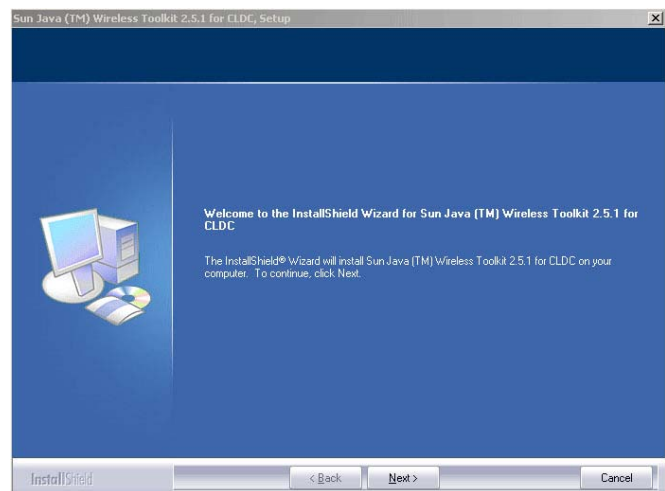 Sun Java (TM) Wireless Toolkit 2.5.1 for CLDC, Setup
Welcome to the InstallShield Wizard for Sun Java (TM) Wireless Toolkit 2.5.1 for
CLDC
The InstallShield® Wizard will install Sun Java (TM) Wireless Toolkit 2.5.1 for CLDC on your
computer. To continue, click Next.
InstallShield
< Back
Next >
Cancel